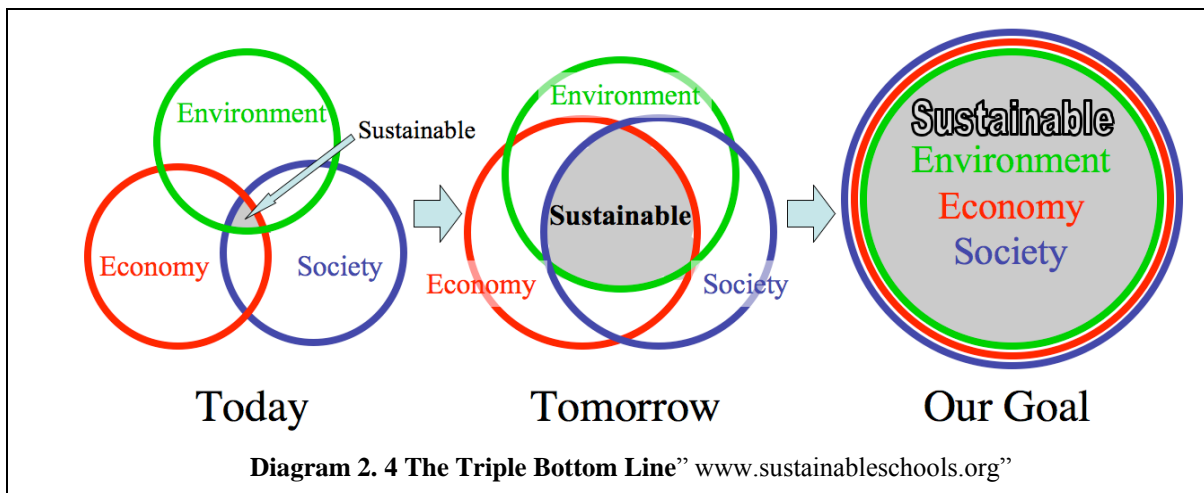 Environment
Sustainable
Economy
Society
Today
Environment
Sustainable
Economy
Society
Tomorrow
Sustainable
Environment
Economy
Society
Our Goal
Diagram 2. 4 The Triple Bottom Line” www.sustainableschools.org”